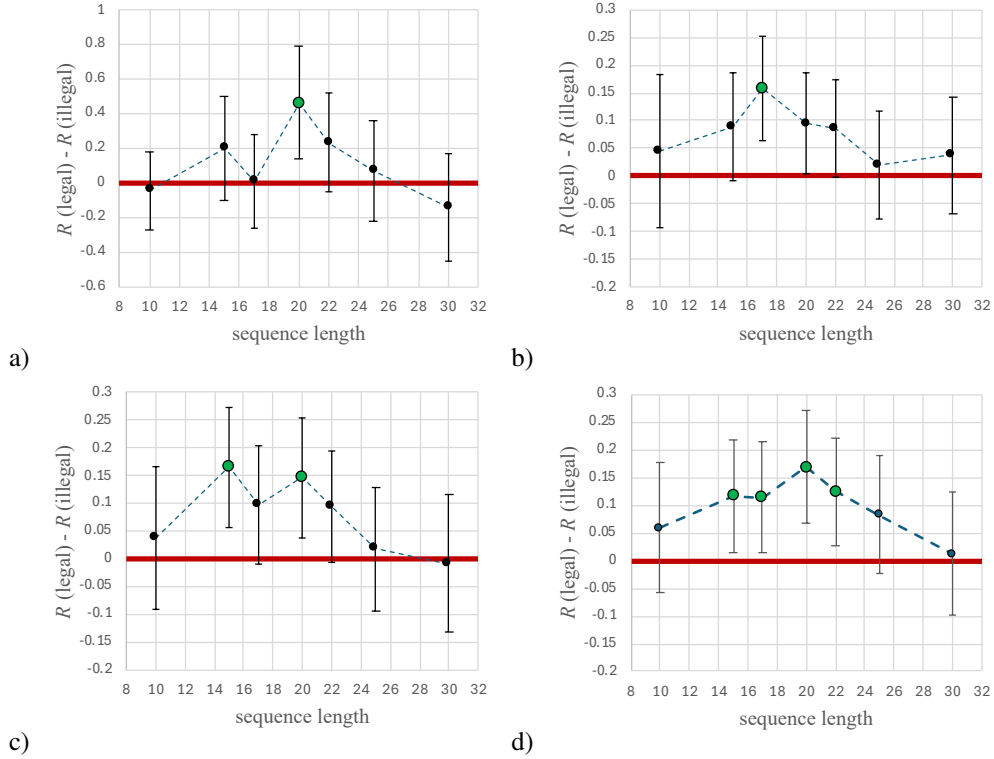 1
0.8
0.6
0.4
0.2
0
-0.2
-0.4
-0.6
R (legal) - R (illegal)
8 10 12 14 16 18 20 22 24 26 28 30 32
sequence length
a)
0.3
0.25
0.2
0.15
0.1
0.05
0
-0.05
-0.1
-0.15
-0.2
R (legal) - R (illegal)
8 10 12 14 16 18 20 22 24 26 28 30 32
sequence length
b)
0.3
0.25
0.2
0.15
0.1
0.05
0
-0.05
-0.1
-0.15
-0.2
R (legal) - R (illegal)
8 10 12 14 16 18 20 22 24 26 28 30 32
sequence length
c)
0.3
0.25
0.2
0.15
0.1
0.05
0
-0.05
-0.1
-0.15
-0.2
R (legal) - R (illegal)
8 10 12 14 16 18 20 22 24 26 28 30 32
sequence length
d)